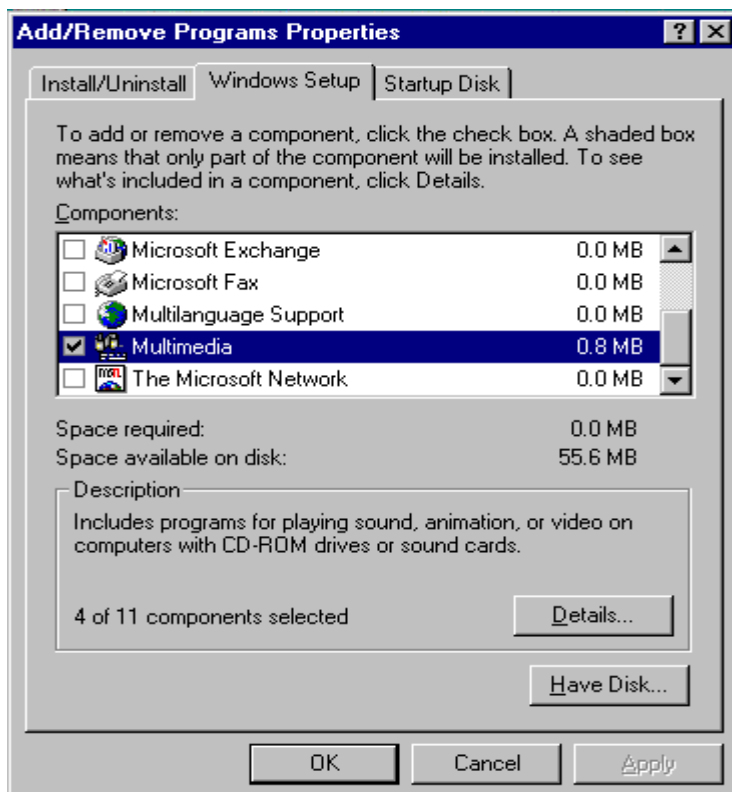 Add/Remove Programs Properties
Install/Uninstall Windows Setup Startup Disk
To add or remove a component, click the check box. A shaded box
means that only part of the component will be installed. To see
what's included in a component, click Details.
Components:
Microsoft Exchange 0.0 MB
Microsoft Fax 0.0 MB
Multilanguage Support 0.0 MB
Multimedia 0.8 MB
The Microsoft Network 0.0 MB
Space required: 0.0 MB
Space available on disk: 55.6 MB
Description
Includes programs for playing sound, animation, or video on
computers with CD-ROM drives or sound cards.
4 of 11 components selected Details...
Have Disk...
OK Cancel Apply